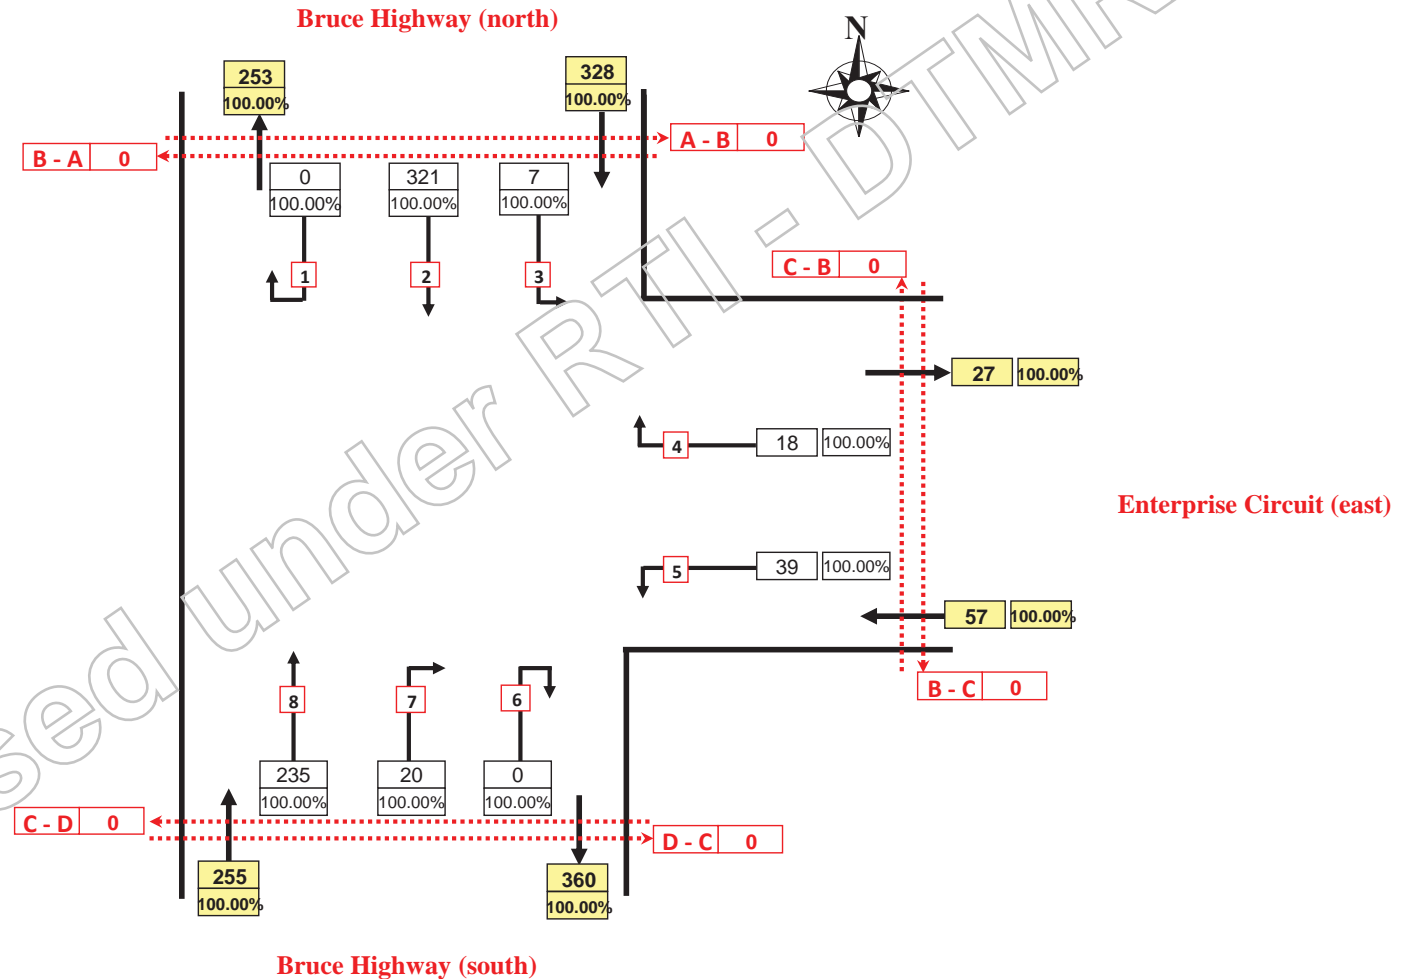 Bruce Highway (north)
N
253
100.00%
328
100.00%
A - B 0
B - A 0
0
100.00%
321
100.00%
7
100.00%
1
2
3
C - B 0
27 100.00%
4 18 100.00%
Enterprise Circuit (east)
5 39 100.00%
57 100.00%
B - C 0
8
7
6
235
100.00%
20
100.00%
0
100.00%
C - D 0
D - C 0
255
100.00%
360
100.00%
Bruce Highway (south)
sed under RTI - DTMR